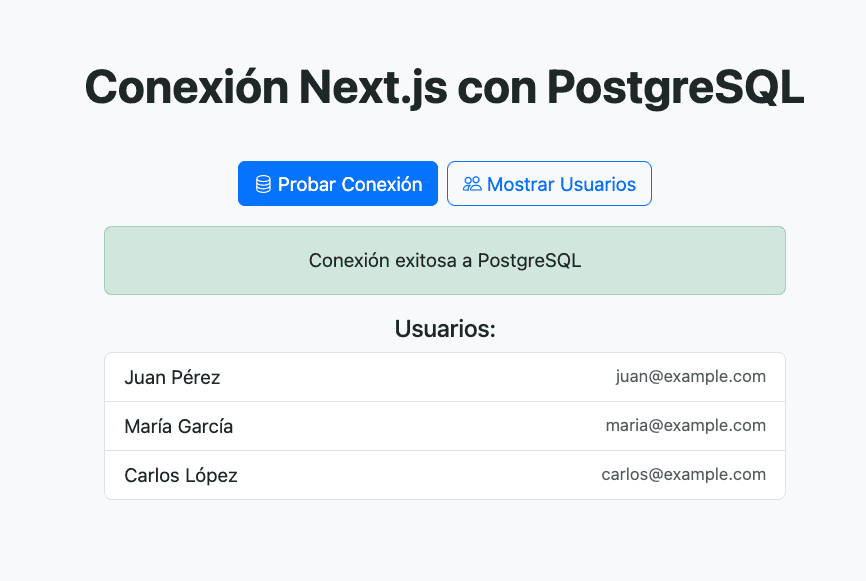 Conexión Next.js con PostgreSQL
Probar Conexión Mostrar Usuarios
Conexión exitosa a PostgreSQL
Usuarios:
Juan Pérez juan@example.com
María García maria@example.com
Carlos López carlos@example.com